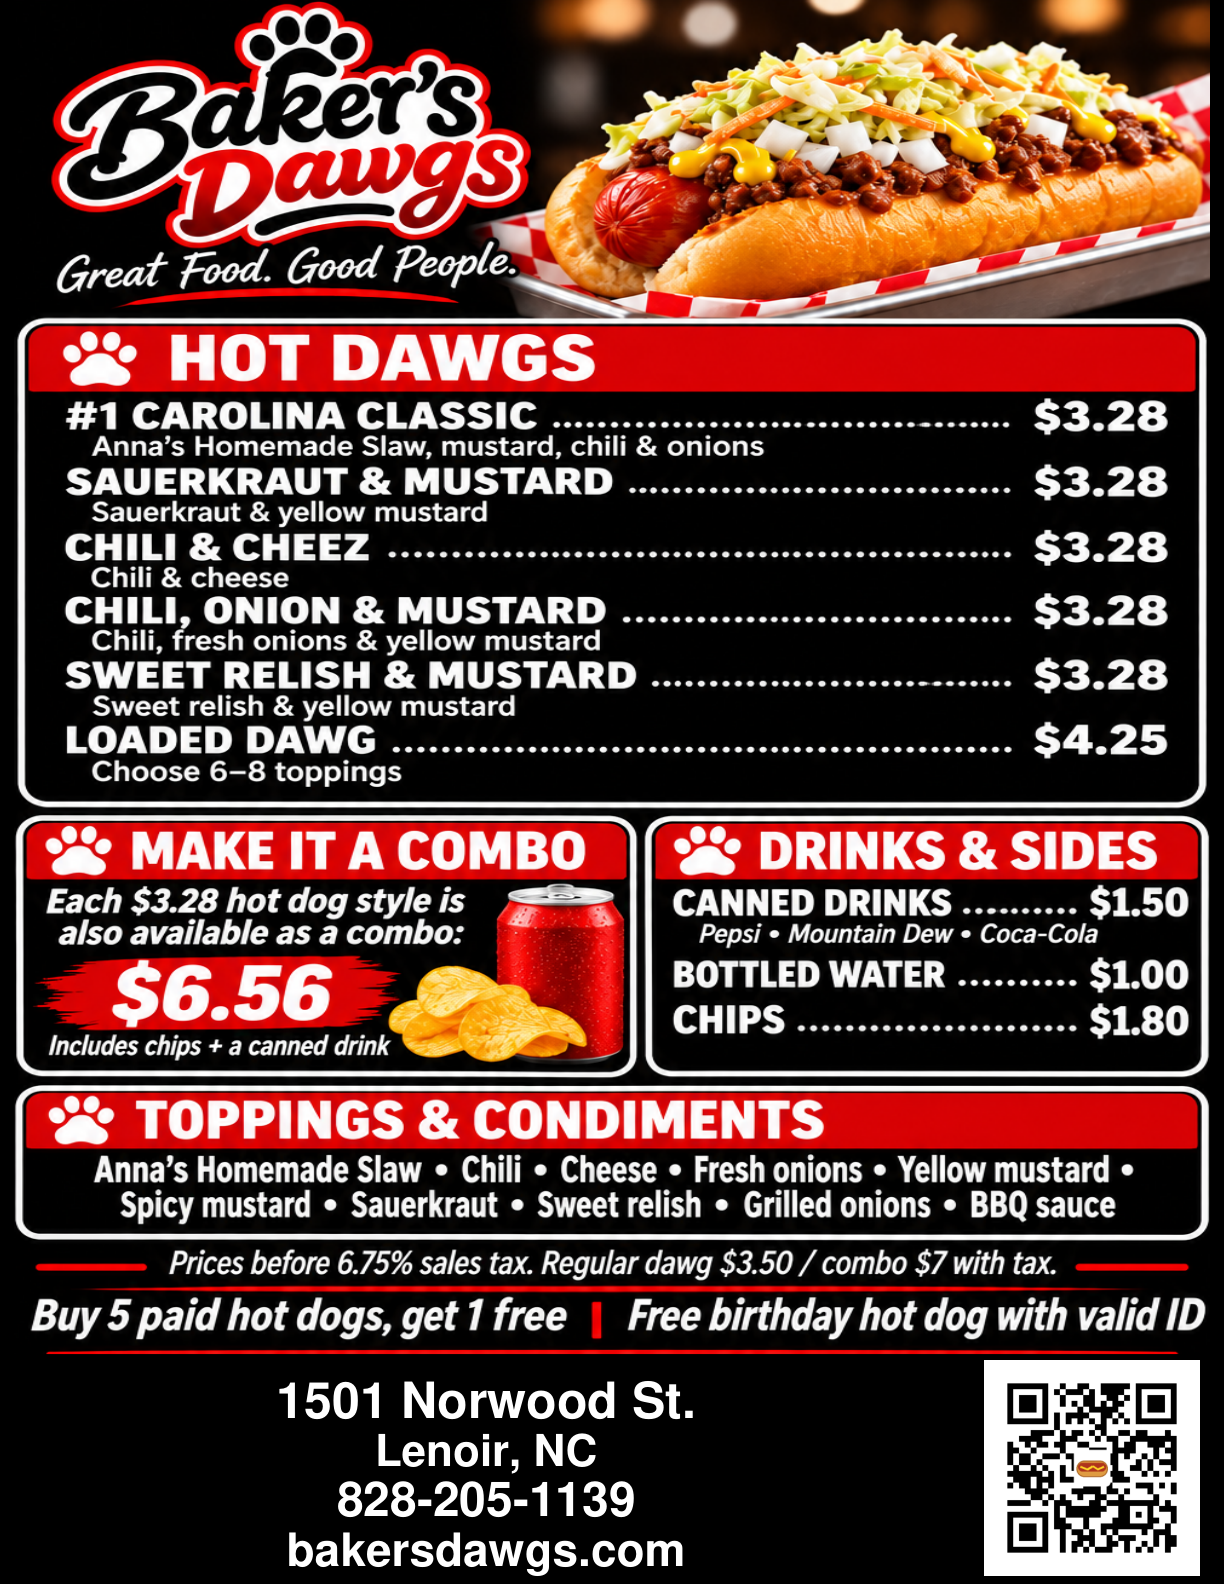 Baker's
Dawgs
Great Food. Good People.
HOT DAWGS
#1 CAROLINA CLASSIC ........................................ $3.28
Anna's Homemade Slaw, mustard, chili & onions
SAUERKRAUT & MUSTARD ................................. $3.28
Sauerkraut & yellow mustard
CHILI & CHEEZ ...................................................... $3.28
Chili & cheese
CHILI, ONION & MUSTARD .................................. $3.28
Chili, fresh onions & yellow mustard
SWEET RELISH & MUSTARD ............................... $3.28
Sweet relish & yellow mustard
LOADED DAWG ...................................................... $4.25
Choose 6–8 toppings
MAKE IT A COMBO
Each $3.28 hot dog style is
also available as a combo:
$6.56
Includes chips + a canned drink
DRINKS & SIDES
CANNED DRINKS .......... $1.50
Pepsi • Mountain Dew • Coca-Cola
BOTTLED WATER .......... $1.00
CHIPS ........................ $1.80
TOPPINGS & CONDIMENTS
Anna's Homemade Slaw • Chili • Cheese • Fresh onions • Yellow mustard •
Spicy mustard • Sauerkraut • Sweet relish • Grilled onions • BBQ sauce
Prices before 6.75% sales tax. Regular dawg $3.50 / combo $7 with tax.
Buy 5 paid hot dogs, get 1 free | Free birthday hot dog with valid ID
1501 Norwood St.
Lenoir, NC
828-205-1139
bakersdawgs.com